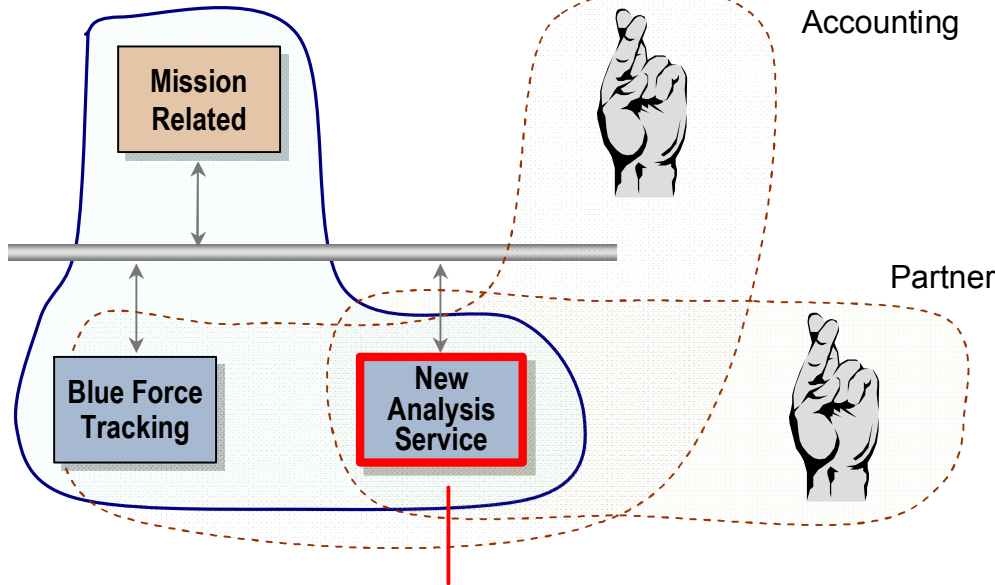 Accounting
Mission
Related
Partner
Blue Force
Tracking
New
Analysis
Service